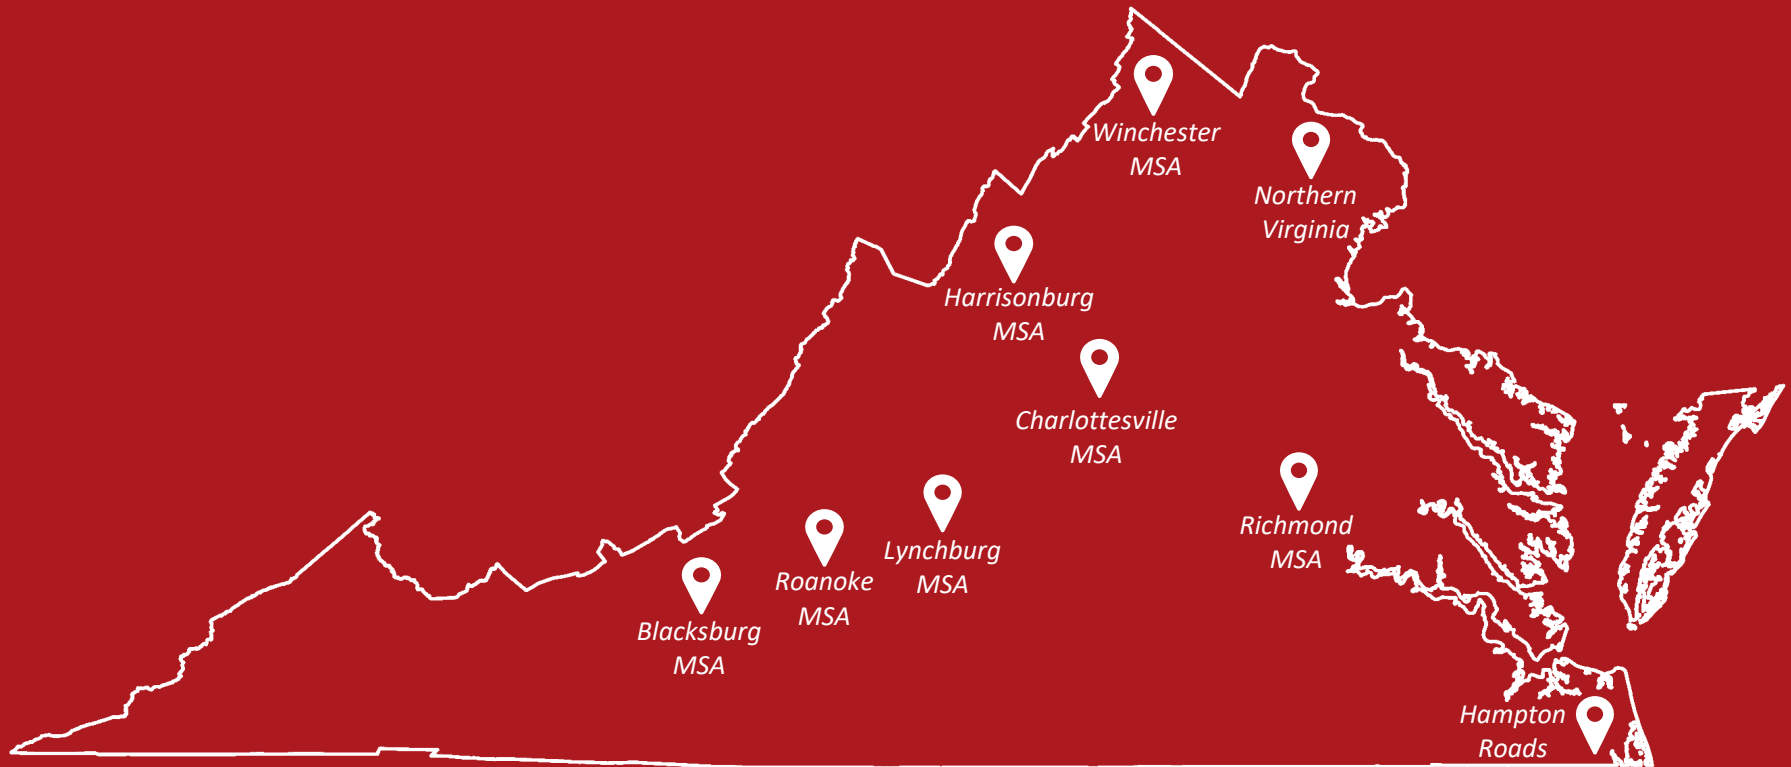 Winchester
MSA
Northern
Virginia
Harrisonburg
MSA
Charlottesville
MSA
Richmond
MSA
Lynchburg
MSA
Roanoke
MSA
Blacksburg
MSA
Hampton
Roads